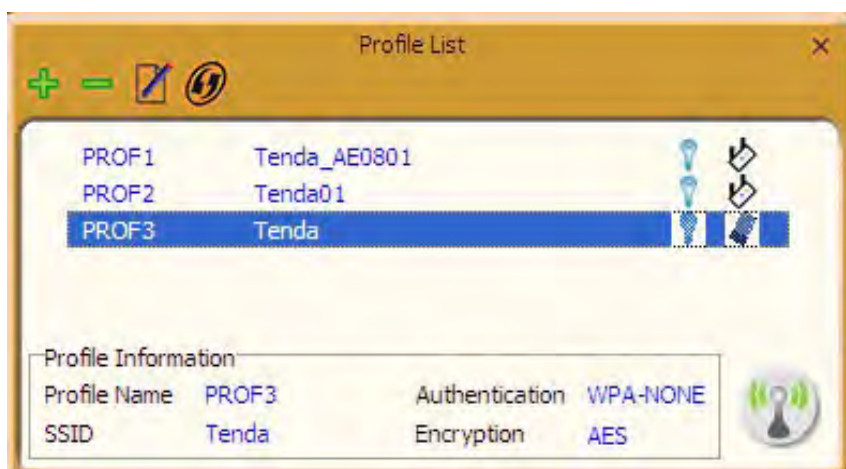 Profile List
PROF1 Tenda_AE0801
PROF2 Tenda01
PROF3 Tenda
Profile Information
Profile Name PROF3 Authentication WPA-NONE
SSID Tenda Encryption AES